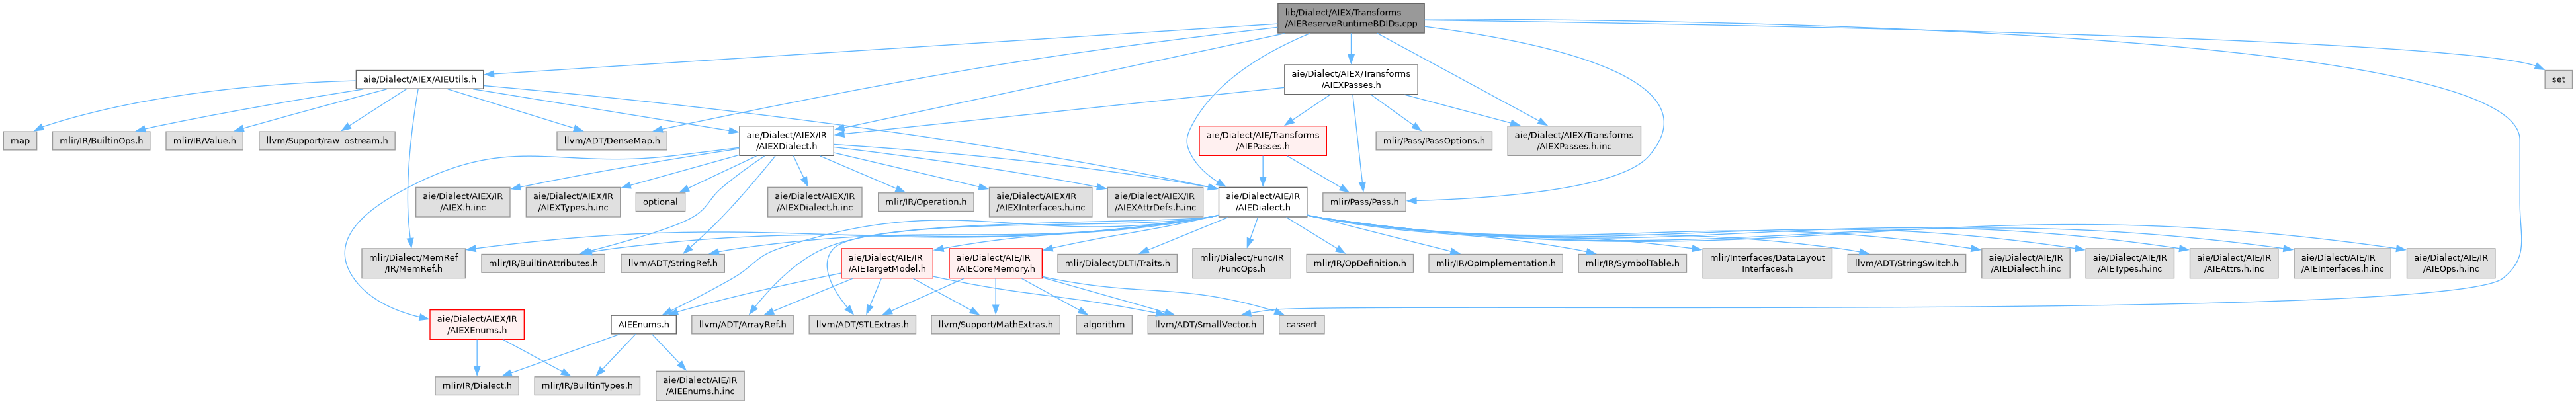 lib/Dialect/AIEX/Transforms
/AIEReserveRuntimeBDIDs.cpp
aie/Dialect/AIEX/AIEUtils.h
aie/Dialect/AIEX/Transforms
/AIEXPasses.h
set
map
mlir/IR/BuiltinOps.h
mlir/IR/Value.h
llvm/Support/raw_ostream.h
llvm/ADT/DenseMap.h
aie/Dialect/AIEX/IR
/AIEXDialect.h
aie/Dialect/AIE/Transforms
/AIEPasses.h
mlir/Pass/PassOptions.h
aie/Dialect/AIEX/Transforms
/AIEXPasses.h.inc
aie/Dialect/AIEX/IR
/AIEX.h.inc
aie/Dialect/AIEX/IR
/AIEXTypes.h.inc
optional
aie/Dialect/AIEX/IR
/AIEXDialect.h.inc
mlir/IR/Operation.h
aie/Dialect/AIEX/IR
/AIEXInterfaces.h.inc
aie/Dialect/AIEX/IR
/AIEXAttrDefs.h.inc
aie/Dialect/AIE/IR
/AIEDialect.h
mlir/Pass/Pass.h
mlir/Dialect/MemRef
/IR/MemRef.h
mlir/IR/BuiltinAttributes.h
llvm/ADT/StringRef.h
aie/Dialect/AIE/IR
/AIETargetModel.h
aie/Dialect/AIE/IR
/AIECoreMemory.h
mlir/Dialect/DLTI/Traits.h
mlir/Dialect/Func/IR
/FuncOps.h
mlir/IR/OpDefinition.h
mlir/IR/OpImplementation.h
mlir/IR/SymbolTable.h
mlir/Interfaces/DataLayout
Interfaces.h
llvm/ADT/StringSwitch.h
aie/Dialect/AIE/IR
/AIEDialect.h.inc
aie/Dialect/AIE/IR
/AIETypes.h.inc
aie/Dialect/AIE/IR
/AIEAttrs.h.inc
aie/Dialect/AIE/IR
/AIEInterfaces.h.inc
aie/Dialect/AIE/IR
/AIEOps.h.inc
aie/Dialect/AIEX/IR
/AIEXEnums.h
AIEEnums.h
llvm/ADT/ArrayRef.h
llvm/ADT/STLExtras.h
llvm/Support/MathExtras.h
algorithm
llvm/ADT/SmallVector.h
cassert
mlir/IR/Dialect.h
mlir/IR/BuiltinTypes.h
aie/Dialect/AIE/IR
/AIEEnums.h.inc